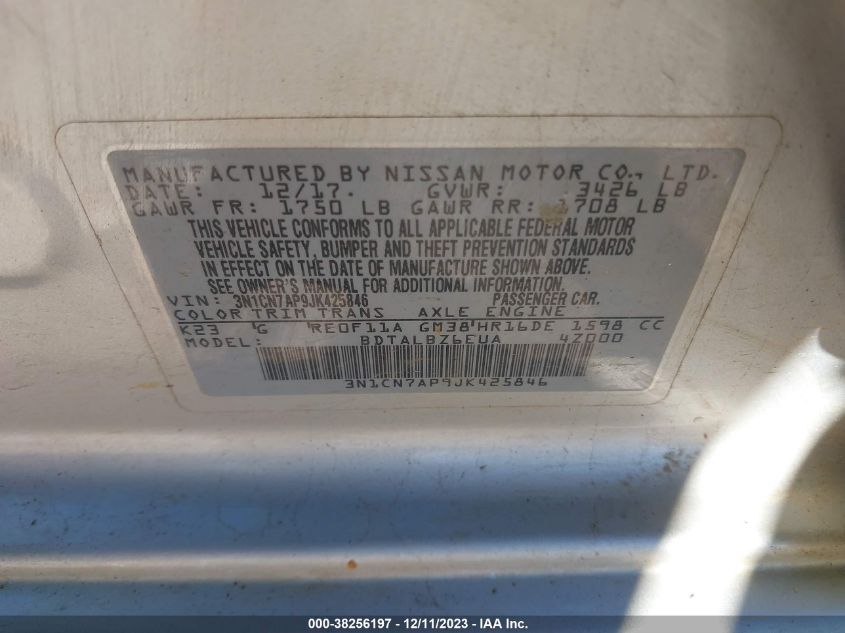 MANUFACTURED BY NISSAN MOTOR CO., LTD.
DATE: 12/17. GVWR: 3426 LB
GAWR FR: 1750 LB GAWR RR: 1708 LB
THIS VEHICLE CONFORMS TO ALL APPLICABLE FEDERAL MOTOR
VEHICLE SAFETY, BUMPER AND THEFT PREVENTION STANDARDS
IN EFFECT ON THE DATE OF MANUFACTURE SHOWN ABOVE.
SEE OWNER'S MANUAL FOR ADDITIONAL INFORMATION.
VIN: 3N1CN7AP9JK425846 PASSENGER CAR.
COLOR TRIM TRANS AXLE ENGINE
K23 G RE0F11A GM38 HR16DE 1598 CC
MODEL: BDTALBZ6EUA 4Z000
3N1CN7AP9JK425846
000-38256197 - 12/11/2023 - IAA Inc.